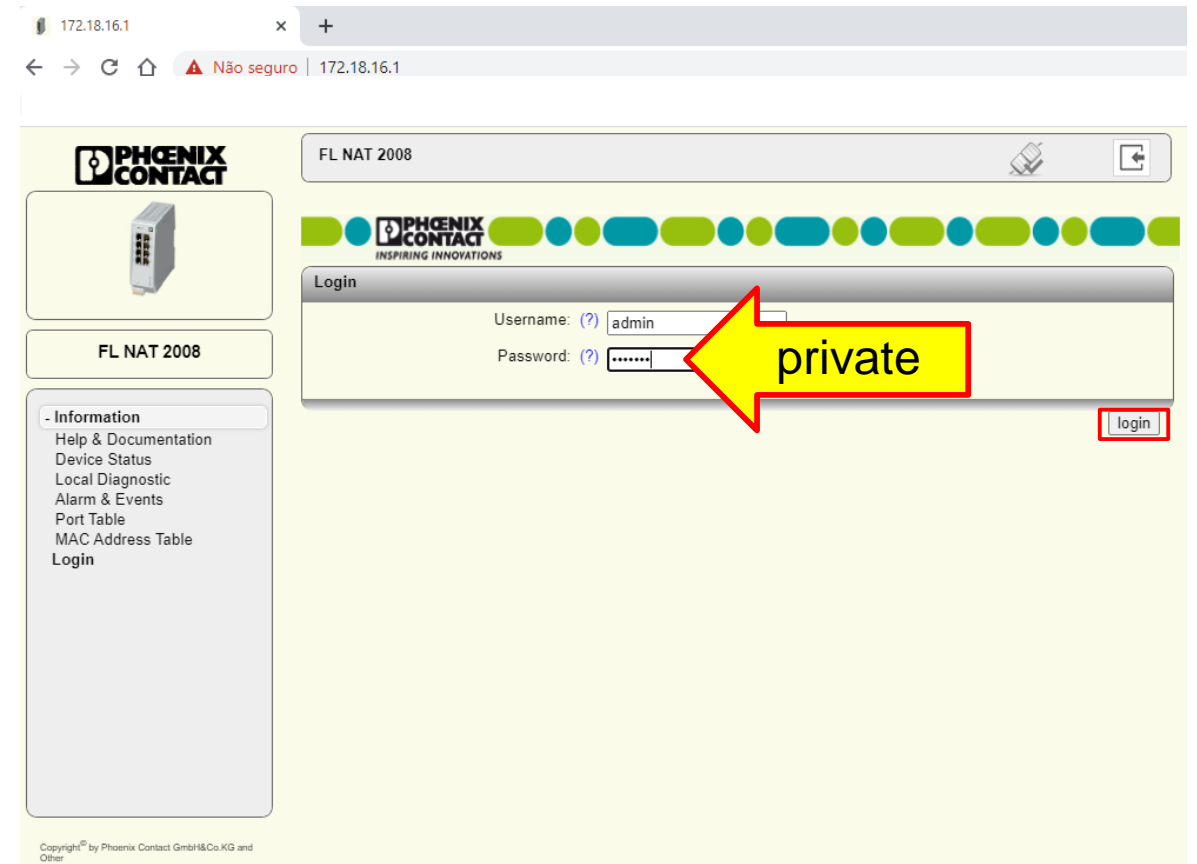 172.18.16.1
Não seguro | 172.18.16.1
PHŒNIX
CONTACT
FL NAT 2008
PHŒNIX
CONTACT
INSPIRING INNOVATIONS
Login
Username: (?) admin
Password: (?) •••••••
private
login
FL NAT 2008
- Information
Help & Documentation
Device Status
Local Diagnostic
Alarm & Events
Port Table
MAC Address Table
Login
Copyright© by Phoenix Contact GmbH&Co.KG and
Other